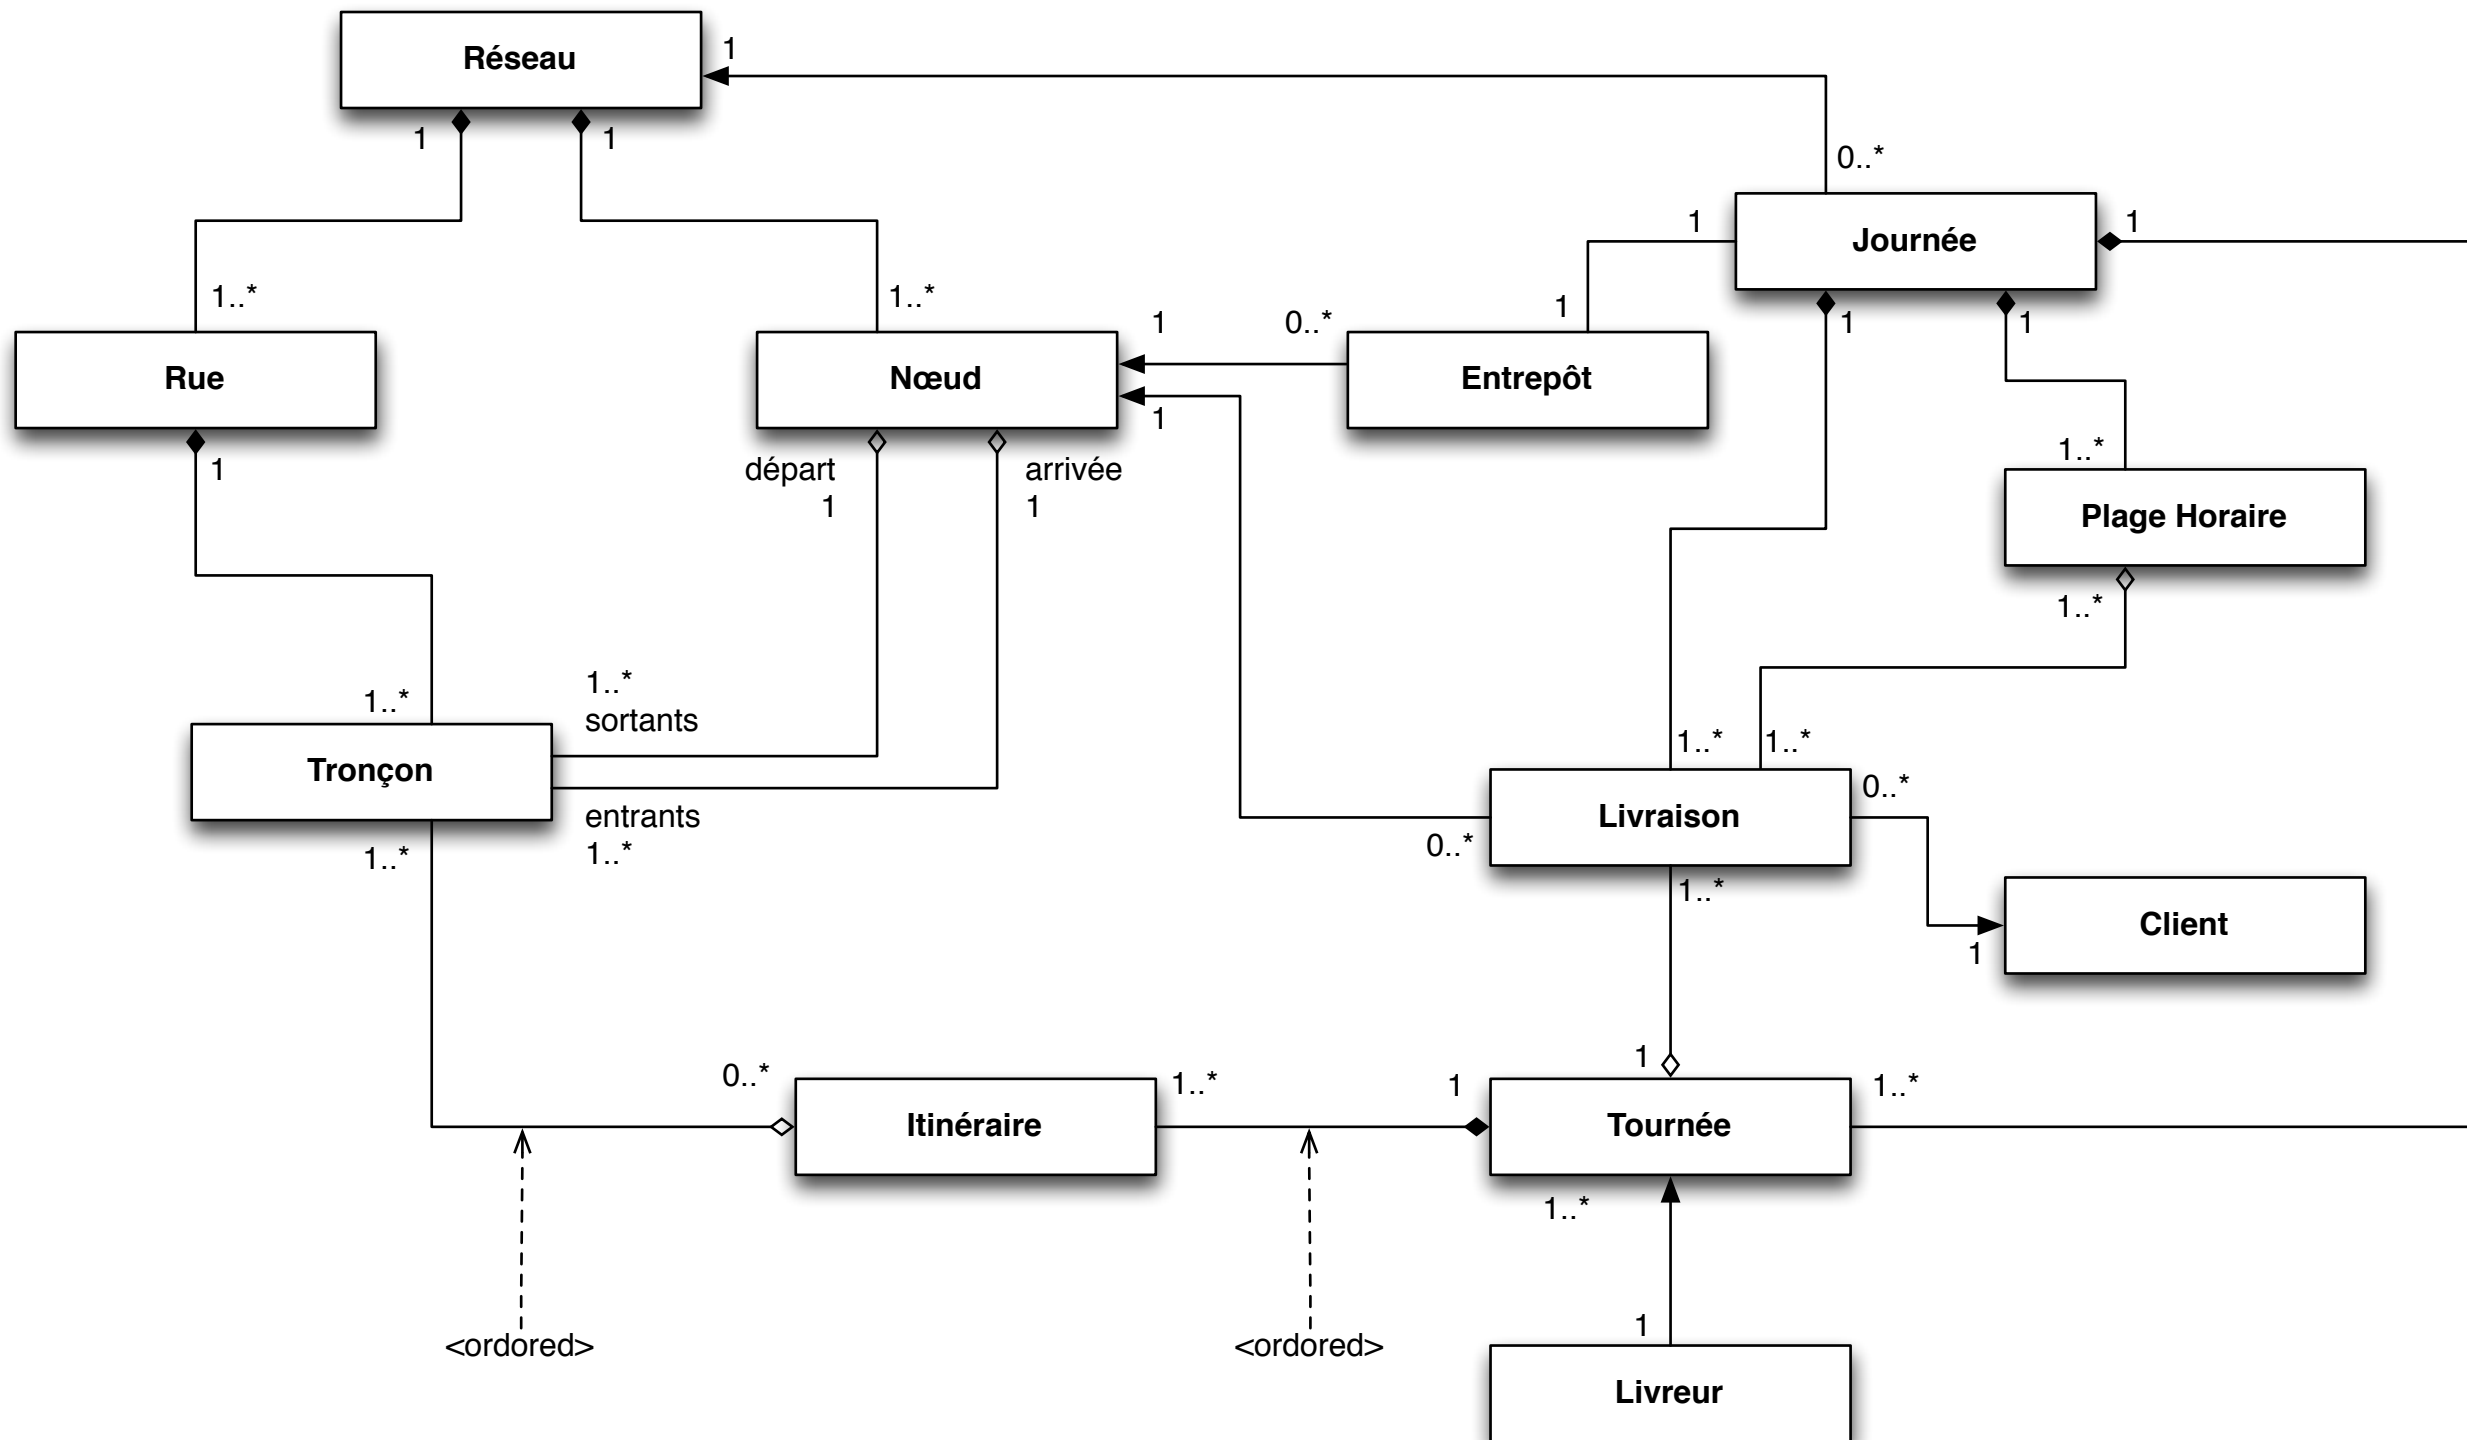 Réseau
1
1
1
0..*
Journée
1
1
1
1
1
1..*
1..*
Rue
1
Nœud
1
0..*
1
Entrepôt
1..*
Plage Horaire
1..*
départ
1
arrivée
1
1..*
sortants
1..*
Tronçon
1..*
entrants
1..*
1..*
1..*
Livraison
0..*
0..*
1..*
Client
1
0..*
Itinéraire
1..*
1
1
Tournée
1..*
1..*
1
<ordored>
<ordored>
Livreur